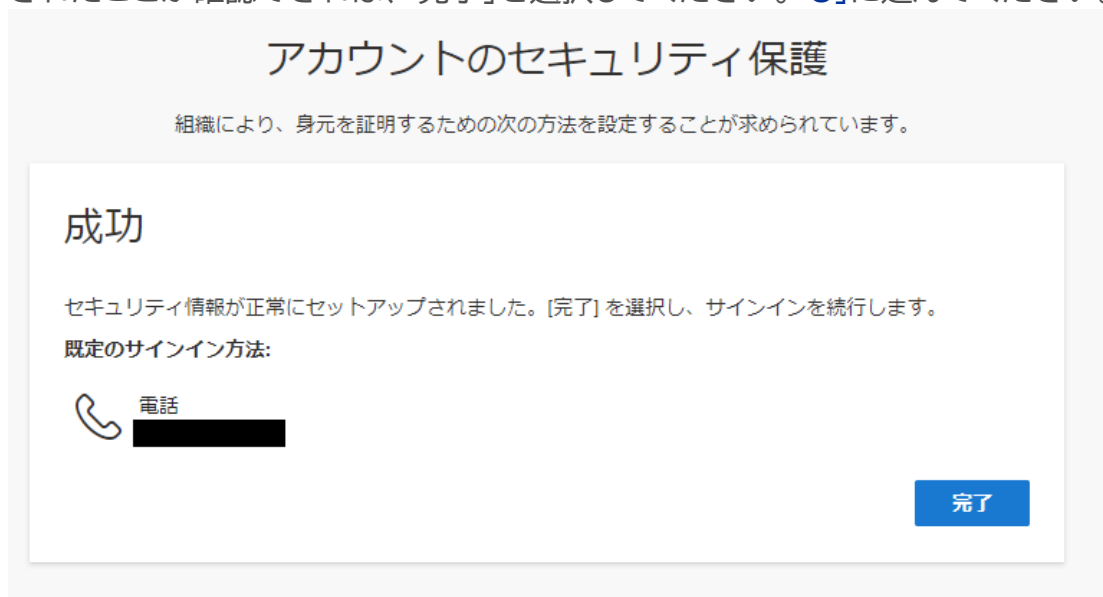 アカウントのセキュリティ保護
組織により、身元を証明するための次の方法を設定することが求められています。
成功
セキュリティ情報が正常にセットアップされました。[完了] を選択し、サインインを続行します。
既定のサインイン方法:
電話
完了